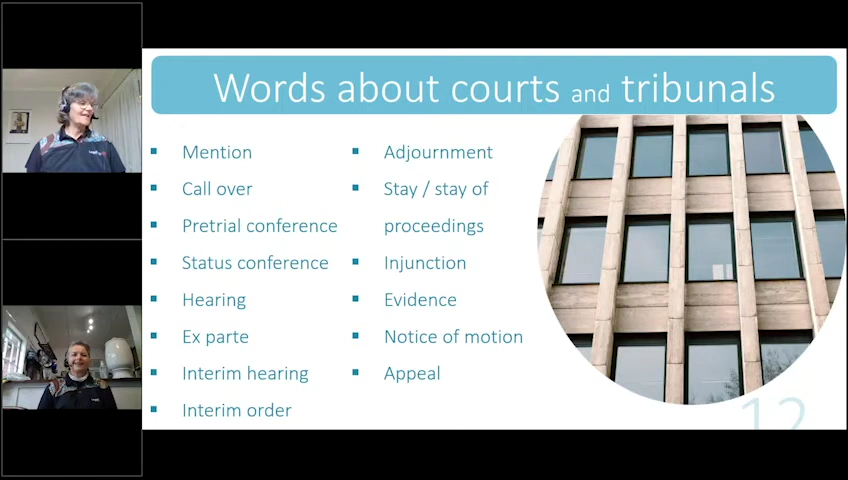 Words about courts and tribunals
Mention
Call over
Pretrial conference
Status conference
Hearing
Ex parte
Interim hearing
Interim order
Adjournment
Stay / stay of
proceedings
Injunction
Evidence
Notice of motion
Appeal
12